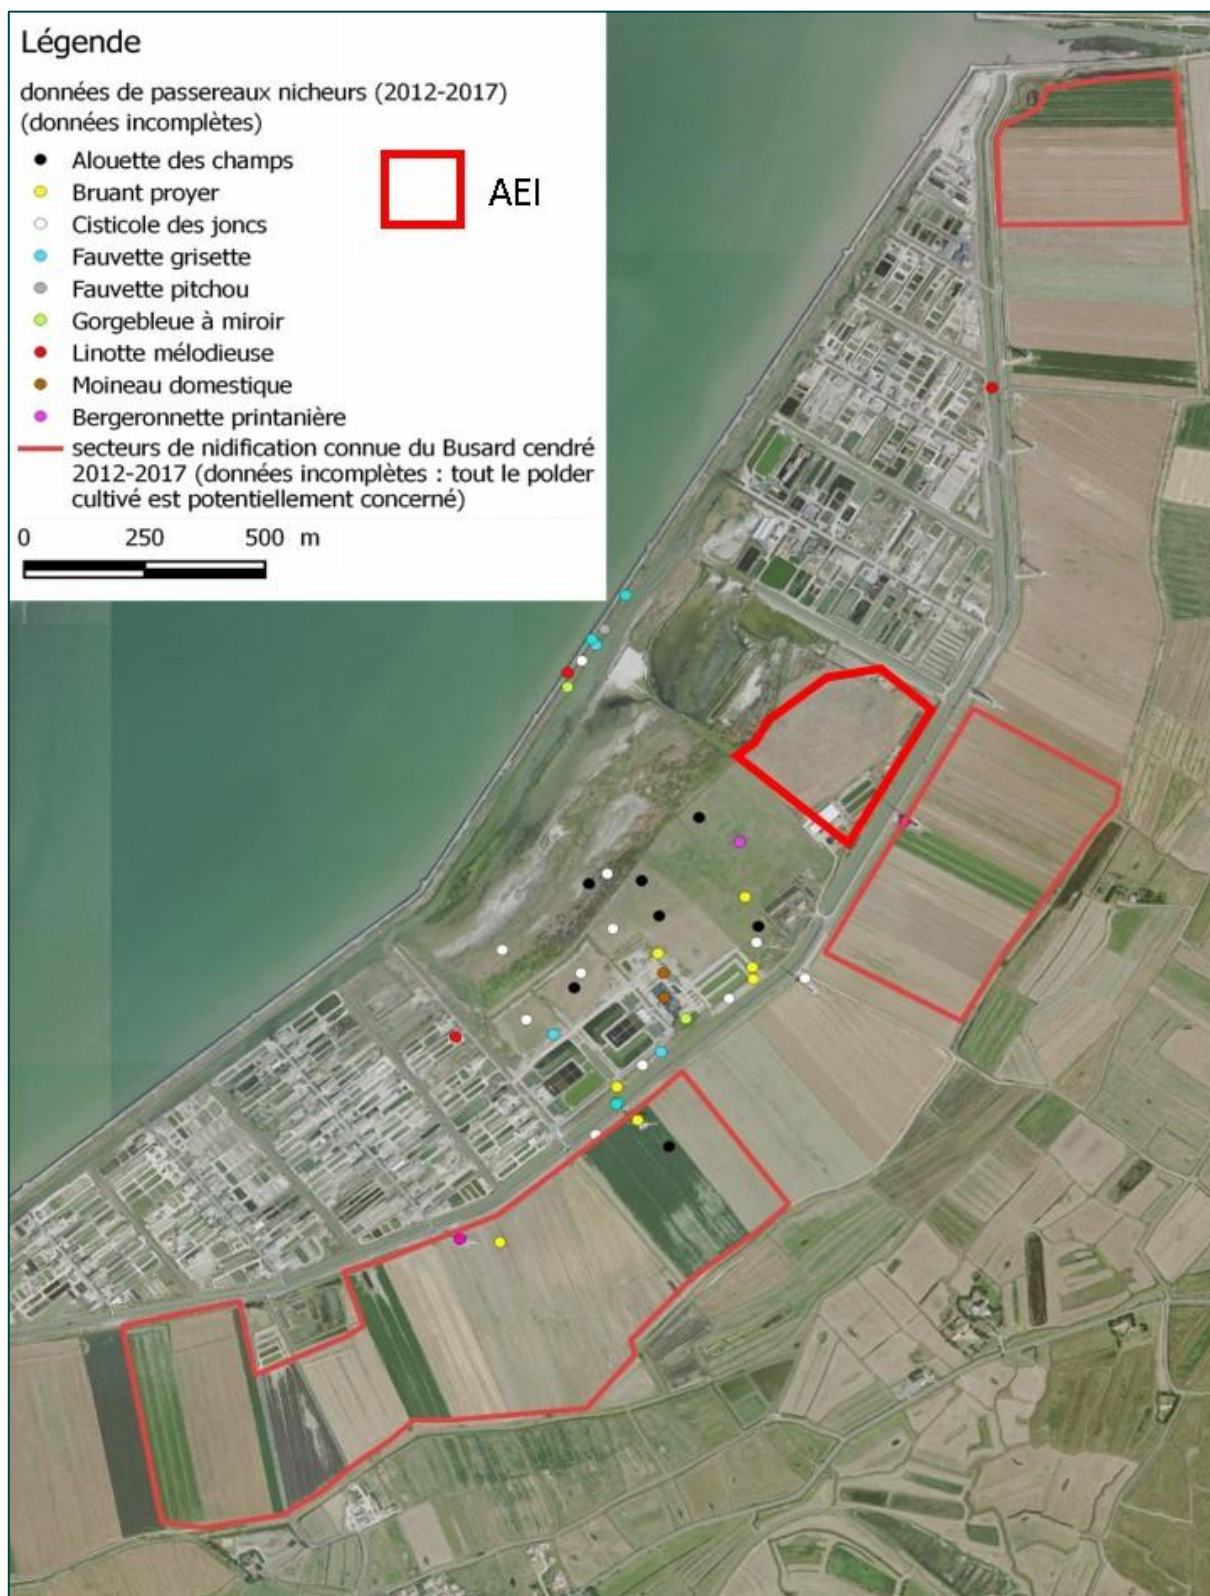 Légende
données de passereaux nicheurs (2012-2017)
(données incomplètes)
Alouette des champs
Bruant proyer
Cisticole des joncs
Fauvette grisette
Fauvette pitchou
Gorgebleue à miroir
Linotte mélodieuse
Moineau domestique
Bergeronnette printanière
secteurs de nidification connue du Busard cendré
2012-2017 (données incomplètes : tout le polder
cultivé est potentiellement concerné)
AEI
0 250 500 m